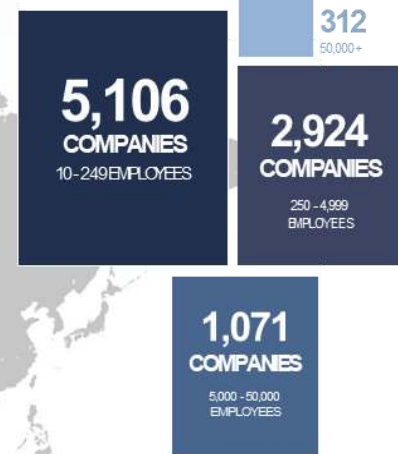 312
50,000+
5,106
COMPANIES
10-249 EMPLOYEES
2,924
COMPANIES
250 - 4,999
EMPLOYEES
1,071
COMPANIES
5,000 - 50,000
EMPLOYEES